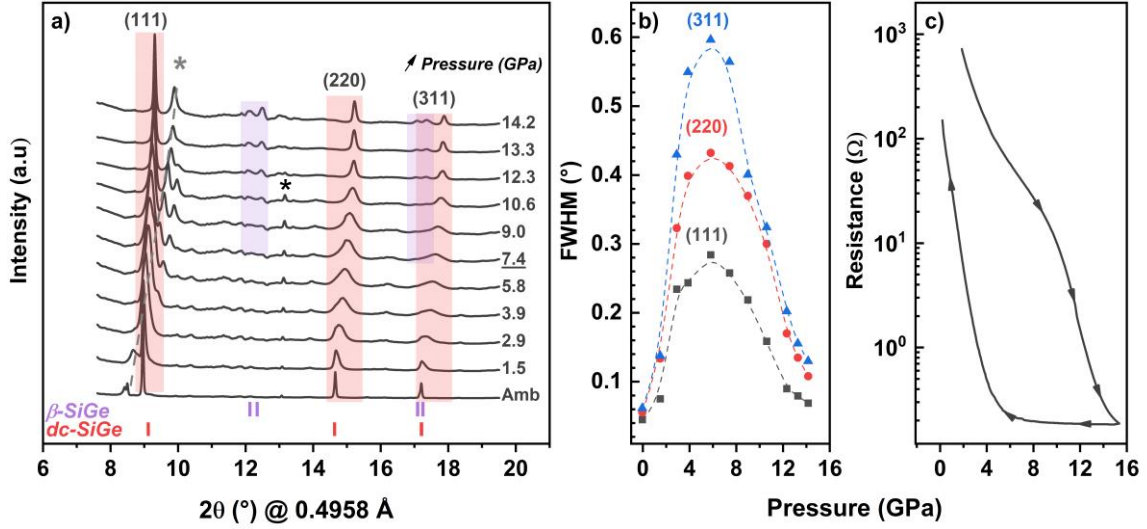 a)
(111)
*
Pressure (GPa)
(220)
(311)
14.2
13.3
12.3
*
10.6
9.0
7.4
5.8
3.9
2.9
1.5
Amb
β-SiGe
dc-SiGe
Intensity (a.u)
6 8 10 12 14 16 18 20
2θ (°) @ 0.4958 Å
b)
(311)
(220)
(111)
FWHM (°)
0.6
0.5
0.4
0.3
0.2
0.1
0 4 8 12 16
c)
Resistance (Ω)
10³
10²
10¹
10⁰
0 4 8 12 16
Pressure (GPa)